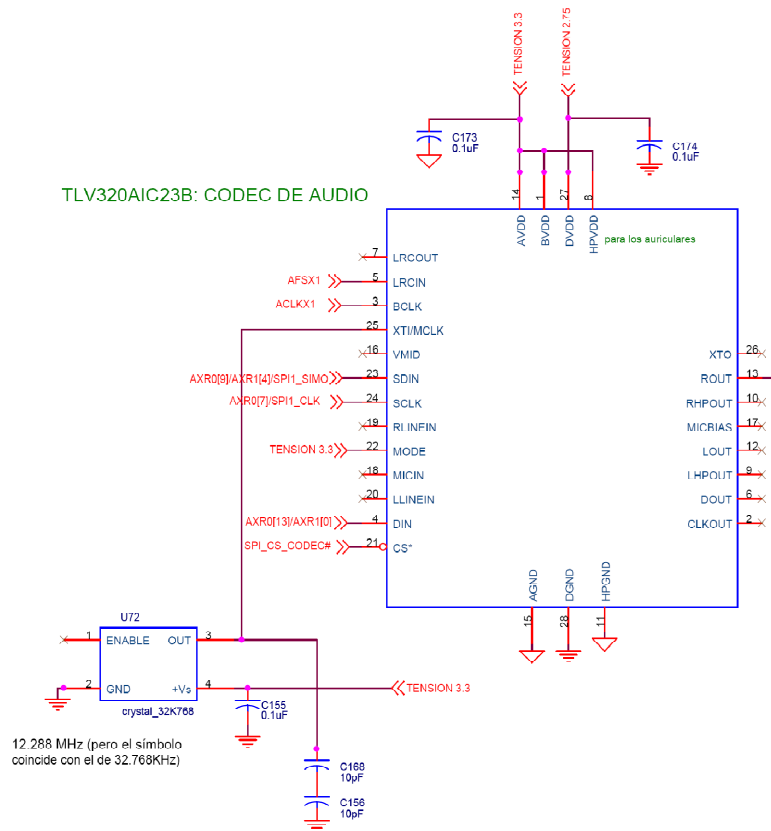 TENSION 3.3
TENSION 2.75
C173
0.1uF
C174
0.1uF
TLV320AIC23B: CODEC DE AUDIO
14
1
27
8
AVDD
BVDD
DVDD
HPVDD
para los auriculares
7
LRCOUT
AFSX1
5
LRCIN
ACLKX1
3
BCLK
25
XTI/MCLK
16
VMID
XTO
26
AXR0[9]/AXR1[4]/SPI1_SIMO
23
SDIN
ROUT
13
AXR0[7]/SPI1_CLK
24
SCLK
RHPOUT
10
19
RLINEIN
MICBIAS
17
TENSION 3.3
22
MODE
LOUT
12
18
MICIN
LHPOUT
9
20
LLINEIN
DOUT
6
AXR0[13]/AXR1[0]
4
DIN
CLKOUT
2
SPI_CS_CODEC#
21
CS*
AGND
DGND
HPGND
15
28
11
U72
1
ENABLE
OUT
3
2
GND
+Vs
4
TENSION 3.3
crystal_32K768
C155
0.1uF
12.288 MHz (pero el símbolo
coincide con el de 32.768KHz)
C168
10pF
C156
10pF